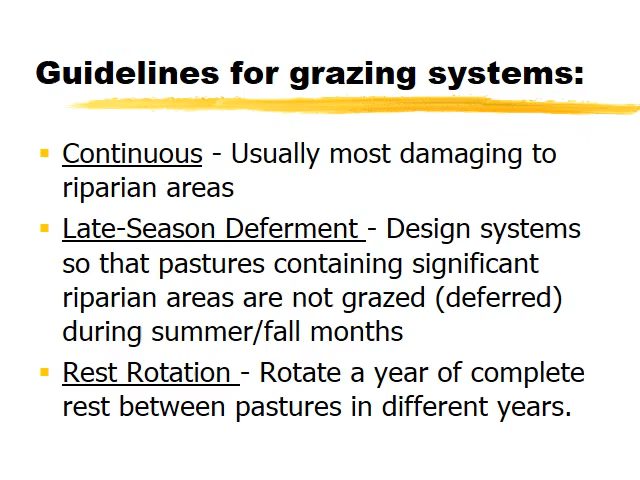 Guidelines for grazing systems:
▪ Continuous - Usually most damaging to
riparian areas
▪ Late-Season Deferment - Design systems
so that pastures containing significant
riparian areas are not grazed (deferred)
during summer/fall months
▪ Rest Rotation - Rotate a year of complete
rest between pastures in different years.